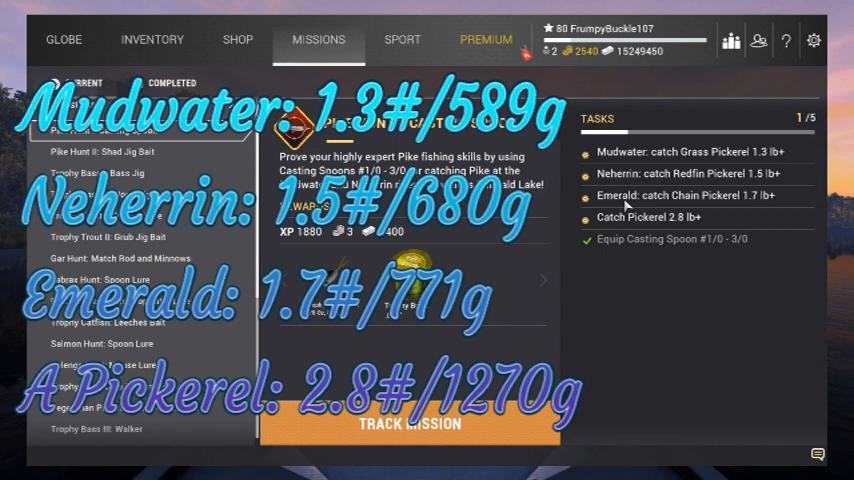 GLOBE
INVENTORY
SHOP
MISSIONS
SPORT
PREMIUM
80 FrumpyBuckle107
2 2540 15249450
CURRENT
COMPLETED
Mudwater: 1.3#/589g
Pike Hunt II: Shad Jig Bait
Prove your highly expert Pike fishing skills by using
Casting Spoons #1/0 - 3/0
Neherrin: 1.5#/680g
Trophy Trout II: Grub Jig Bait
XP 1880
3
Gar Hunt: Match Rod and Minnows
Hunt: Spoon Lure
Emerald: 1.7#/771g
Trophy Catfish: Leeches Bait
Salmon Hunt: Spoon Lure
A Pickerel: 2.8#/1270g
Trophy Bass III: Walker
TRACK MISSION
TASKS
1 /5
Mudwater: catch Grass Pickerel 1.3 lb+
Neherrin: catch Redfin Pickerel 1.5 lb+
Emerald: catch Chain Pickerel 1.7 lb+
Catch Pickerel 2.8 lb+
Equip Casting Spoon #1/0 - 3/0